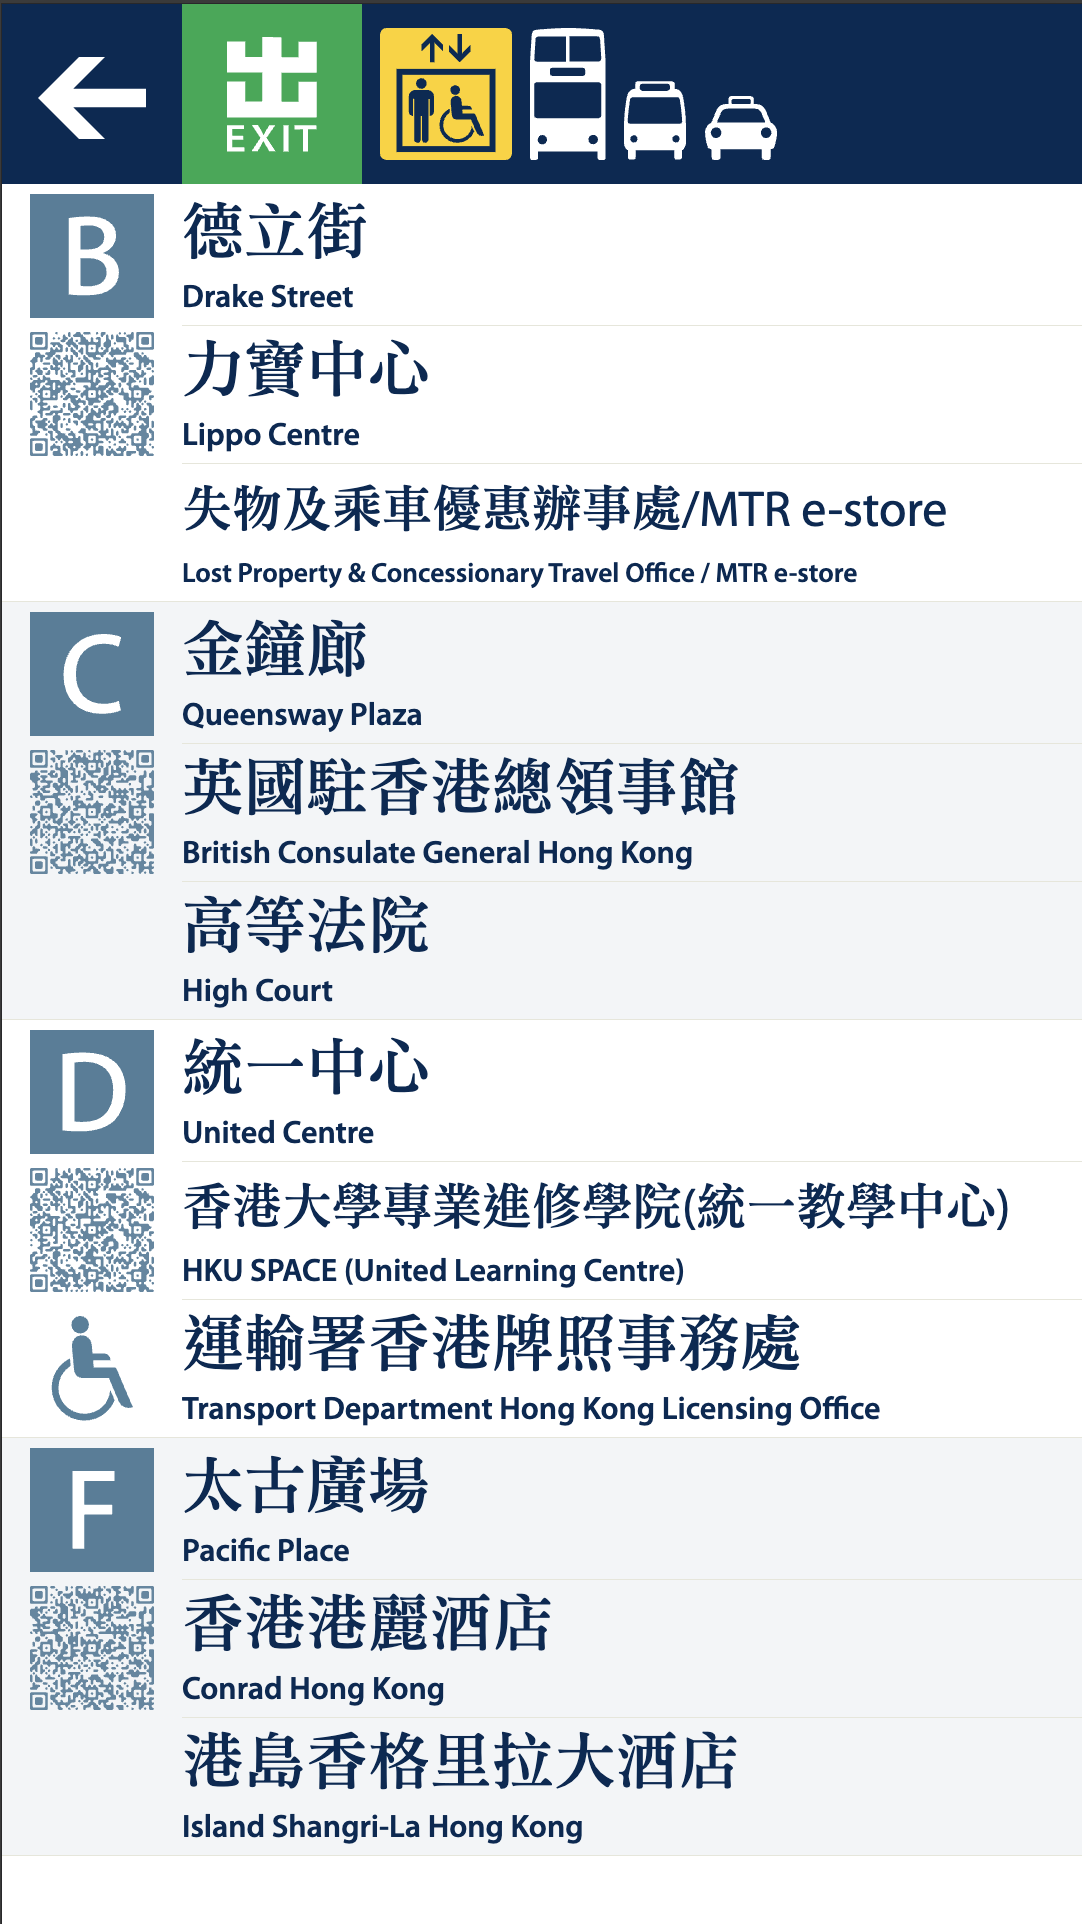 出
EXIT
B
德立街
Drake Street
力寶中心
Lippo Centre
失物及乘車優惠辦事處/MTR e-store
Lost Property & Concessionary Travel Office / MTR e-store
C
金鐘廊
Queensway Plaza
英國駐香港總領事館
British Consulate General Hong Kong
高等法院
High Court
D
統一中心
United Centre
香港大學專業進修學院(統一教學中心)
HKU SPACE (United Learning Centre)
運輸署香港牌照事務處
Transport Department Hong Kong Licensing Office
F
太古廣場
Pacific Place
香港港麗酒店
Conrad Hong Kong
港島香格里拉大酒店
Island Shangri-La Hong Kong